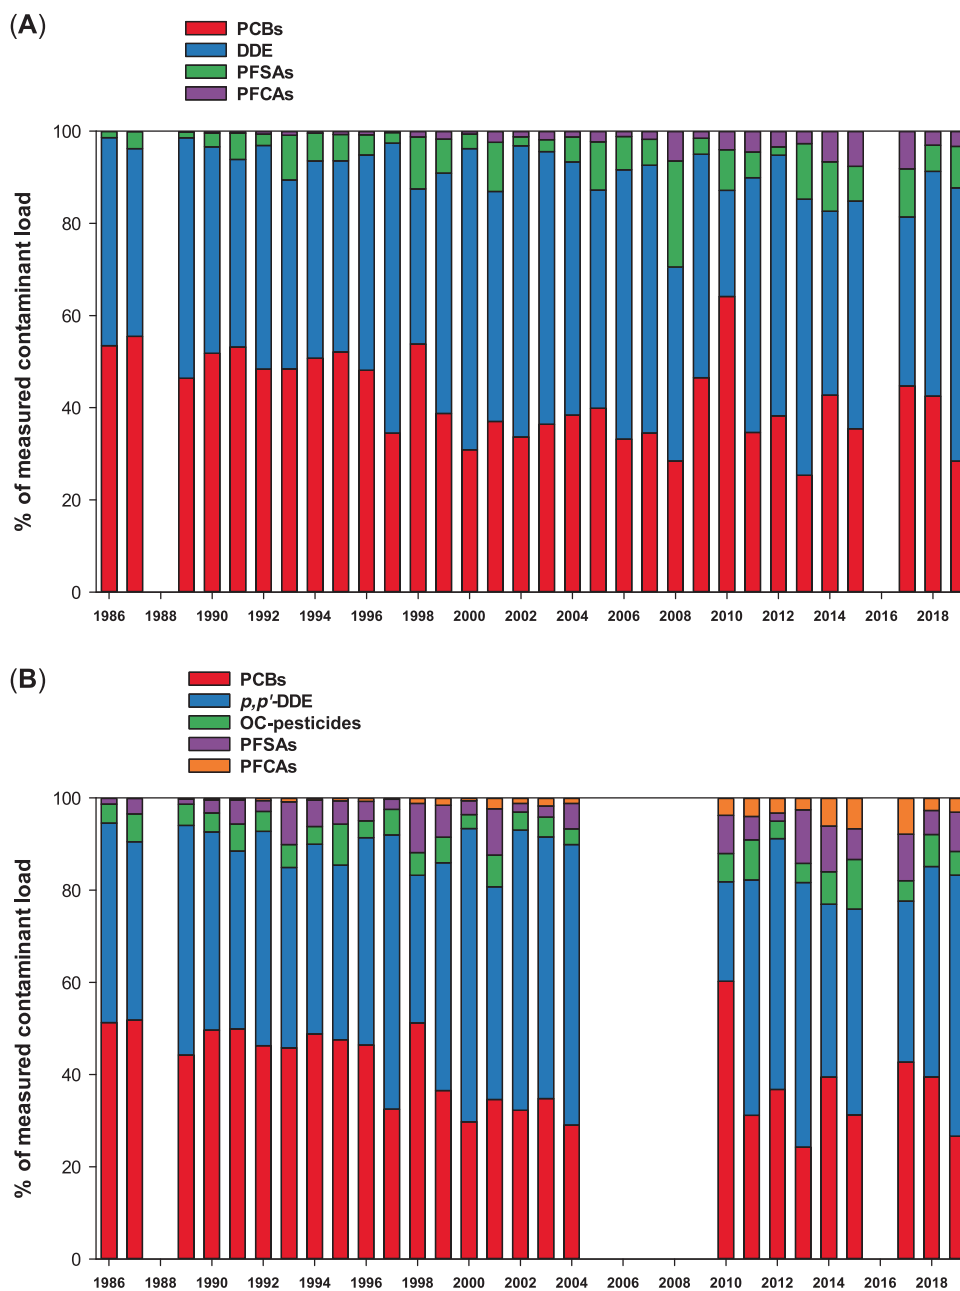 (A)
PCBs
DDE
PFSAs
PFCAs
% of measured contaminant load
100
80
60
40
20
0
1986 1988 1990 1992 1994 1996 1998 2000 2002 2004 2006 2008 2010 2012 2014 2016 2018
(B)
PCBs
p,p'-DDE
OC-pesticides
PFSAs
PFCAs
% of measured contaminant load
100
80
60
40
20
0
1986 1988 1990 1992 1994 1996 1998 2000 2002 2004 2006 2008 2010 2012 2014 2016 2018